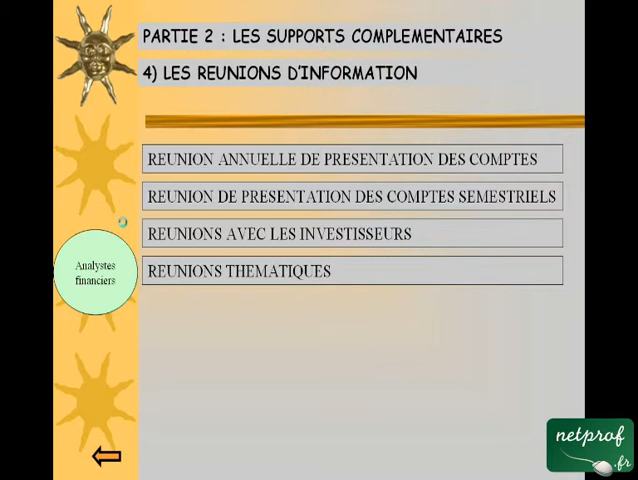 PARTIE 2 : LES SUPPORTS COMPLEMENTAIRES
4) LES REUNIONS D'INFORMATION
REUNION ANNUELLE DE PRESENTATION DES COMPTES
REUNION DE PRESENTATION DES COMPTES SEMESTRIELS
REUNIONS AVEC LES INVESTISSEURS
REUNIONS THEMATIQUES
Analystes
financiers
netprof
.fr